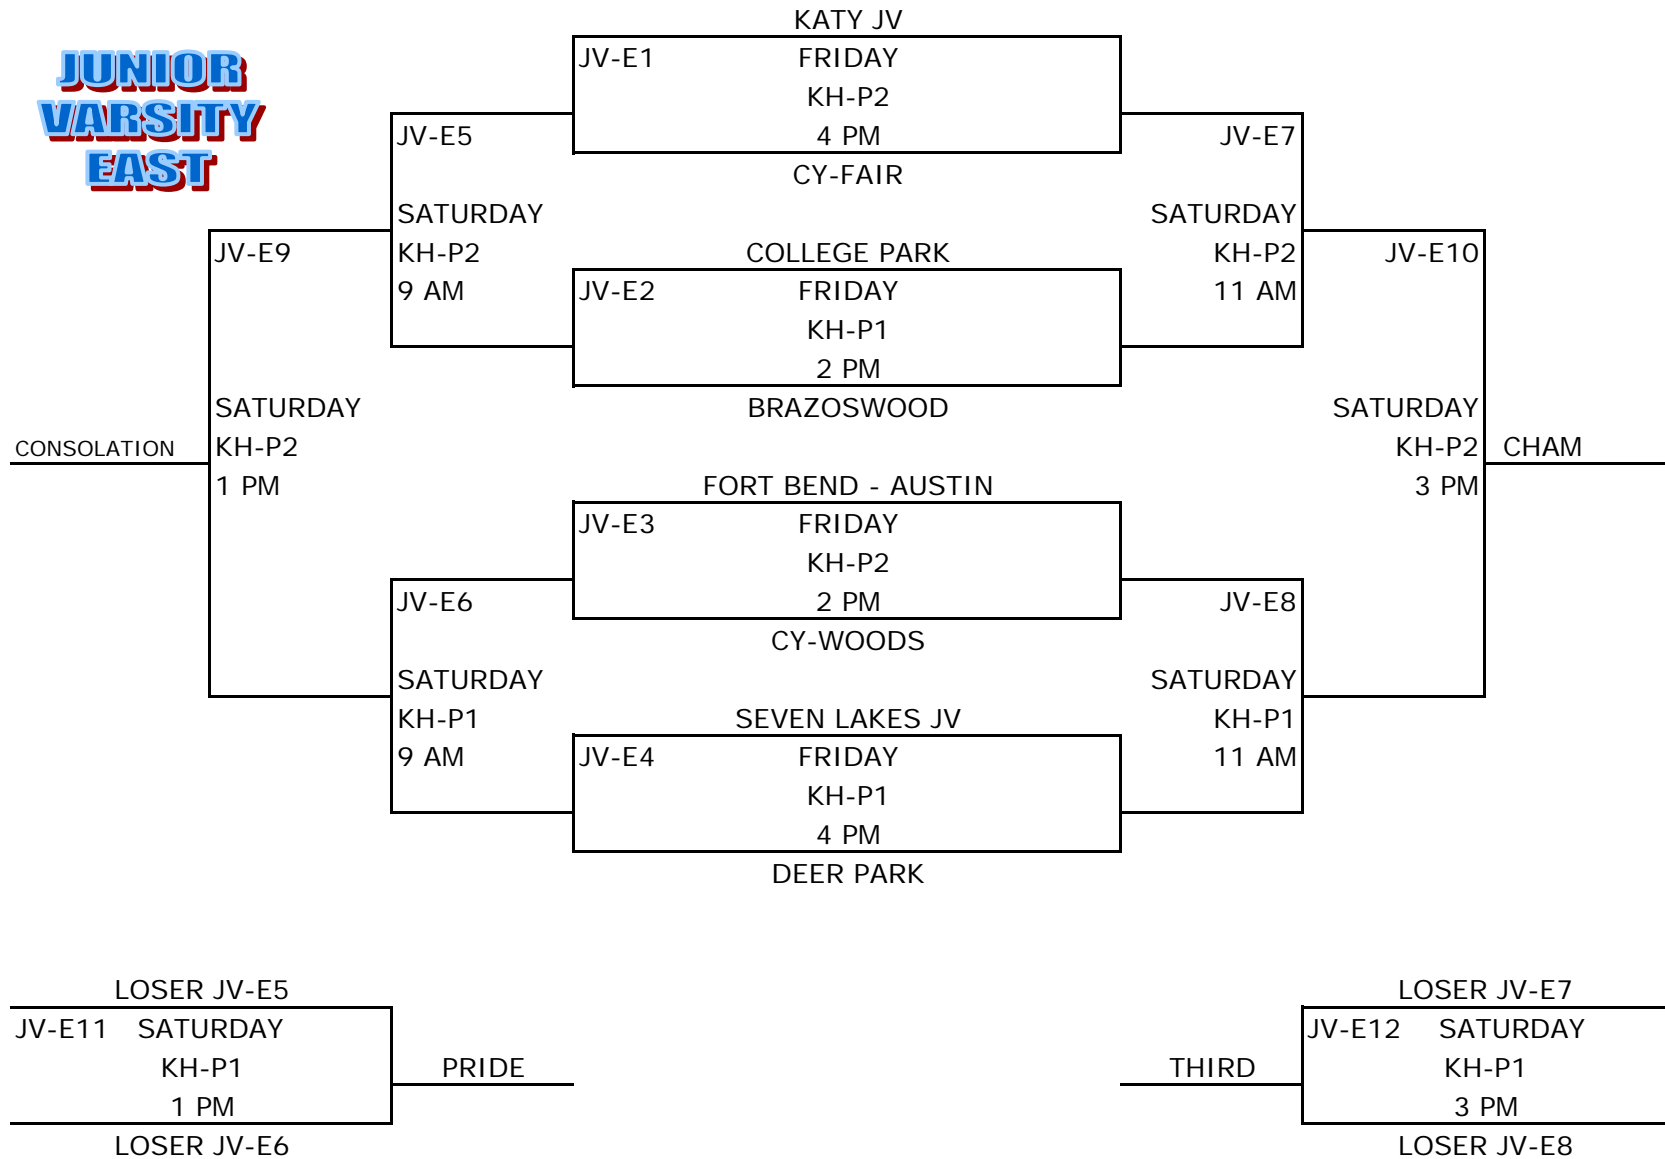 JUNIOR
VARSITY
EAST
KATY JV
JV-E1 FRIDAY
KH-P2
4 PM
CY-FAIR
JV-E5
SATURDAY
KH-P2
9 AM
JV-E7
SATURDAY
KH-P2
11 AM
COLLEGE PARK
JV-E2 FRIDAY
KH-P1
2 PM
BRAZOSWOOD
JV-E9
SATURDAY
KH-P2
1 PM
CONSOLATION
JV-E10
SATURDAY
KH-P2
3 PM
CHAM
FORT BEND - AUSTIN
JV-E3 FRIDAY
KH-P2
2 PM
CY-WOODS
JV-E6
SATURDAY
KH-P1
9 AM
JV-E8
SATURDAY
KH-P1
11 AM
SEVEN LAKES JV
JV-E4 FRIDAY
KH-P1
4 PM
DEER PARK
LOSER JV-E5
JV-E11 SATURDAY
KH-P1
1 PM
LOSER JV-E6
PRIDE
THIRD
LOSER JV-E7
JV-E12 SATURDAY
KH-P1
3 PM
LOSER JV-E8